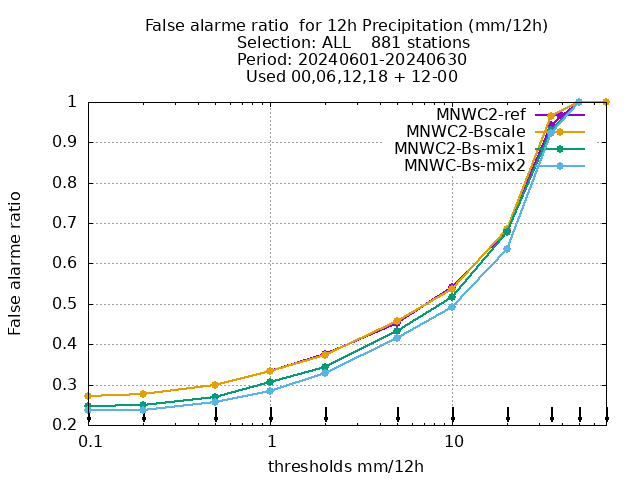 False alarme ratio  for 12h Precipitation (mm/12h)
Selection: ALL    881 stations
Period: 20240601-20240630
Used 00,06,12,18 + 12-00
MNWC2-ref
MNWC2-Bscale
MNWC2-Bs-mix1
MNWC-Bs-mix2
False alarme ratio
1
0.9
0.8
0.7
0.6
0.5
0.4
0.3
0.2
0.1
1
10
thresholds mm/12h